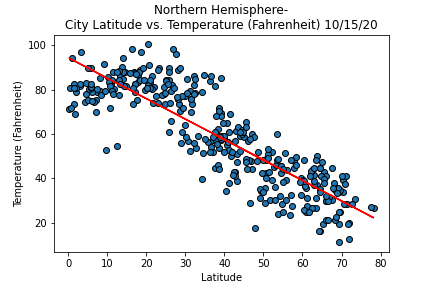 Northern Hemisphere-
City Latitude vs. Temperature (Fahrenheit) 10/15/20
100
80
60
40
20
Temperature (Fahrenheit)
0 10 20 30 40 50 60 70 80
Latitude